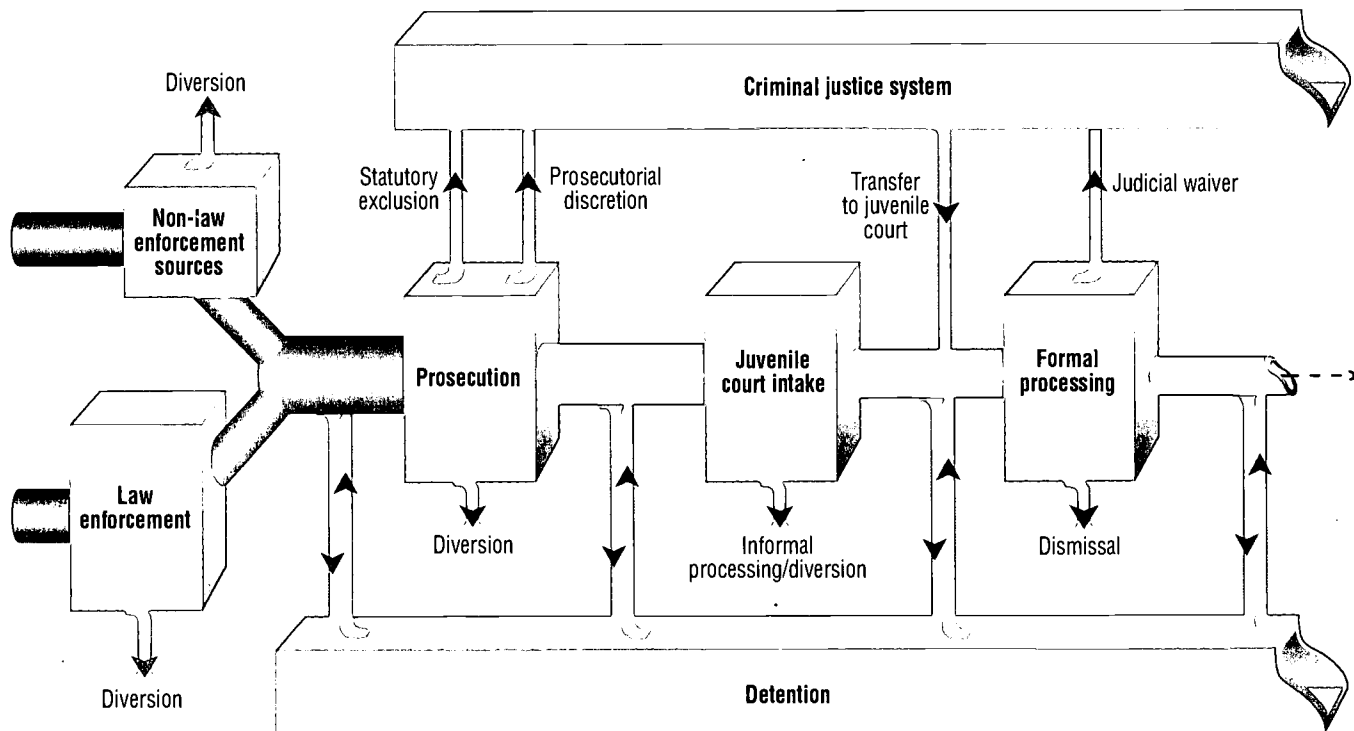 Criminal justice system
Diversion
Statutory
exclusion
Prosecutorial
discretion
Transfer
to juvenile
court
Judicial waiver
Non-law
enforcement
sources
Prosecution
Juvenile
court intake
Formal
processing
Law
enforcement
Diversion
Informal
processing/diversion
Dismissal
Diversion
Detention